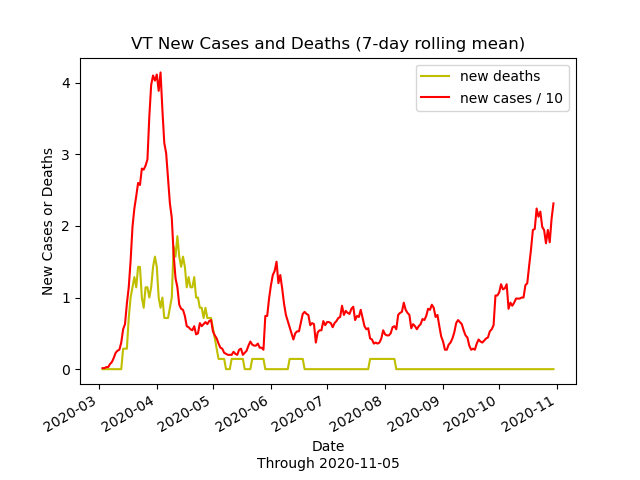 VT New Cases and Deaths (7-day rolling mean)
new deaths
new cases / 10
4
3
2
1
0
New Cases or Deaths
2020-03
2020-04
2020-05
2020-06
2020-07
2020-08
2020-09
2020-10
2020-11
Date
Through 2020-11-05